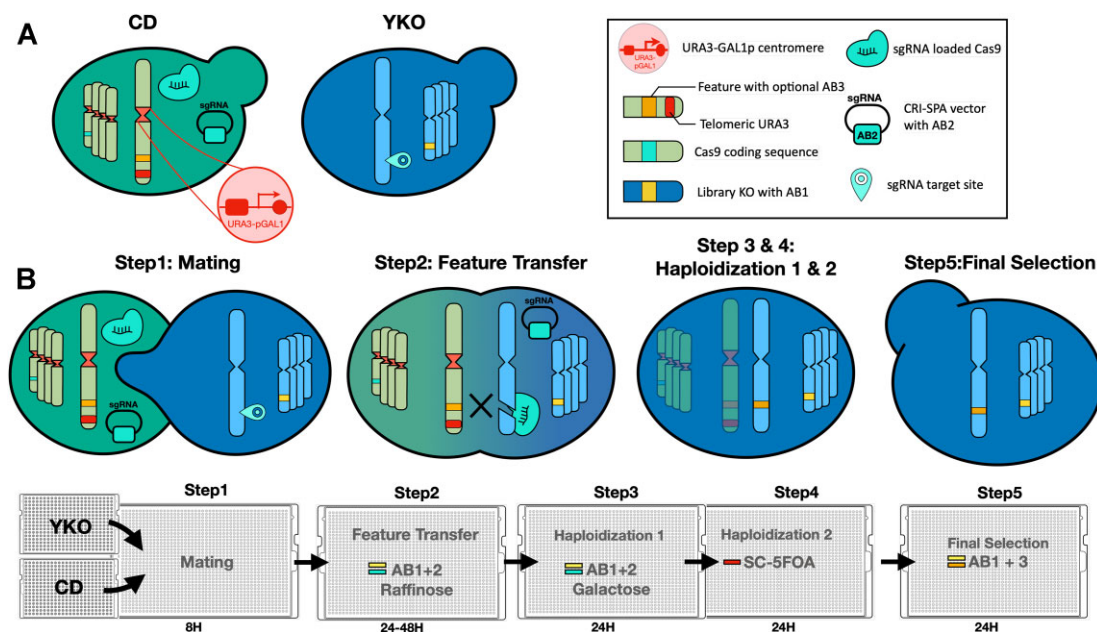 A
CD
YKO
sgRNA
URA3-pGAL1
URA3-
pGAL1
URA3-GAL1p centromere
Feature with optional AB3
Telomeric URA3
Cas9 coding sequence
Library KO with AB1
sgRNA loaded Cas9
sgRNA
AB2
CRI-SPA vector
with AB2
sgRNA target site
B
Step1: Mating
Step2: Feature Transfer
Step 3 & 4:
Haploidization 1 & 2
Step5:Final Selection
sgRNA
sgRNA
Step1
Step2
Step3
Step4
Step5
YKO
CD
Mating
Feature Transfer
AB1+2
Raffinose
Haploidization 1
AB1+2
Galactose
Haploidization 2
SC-5FOA
Final Selection
AB1 + 3
8H
24-48H
24H
24H
24H